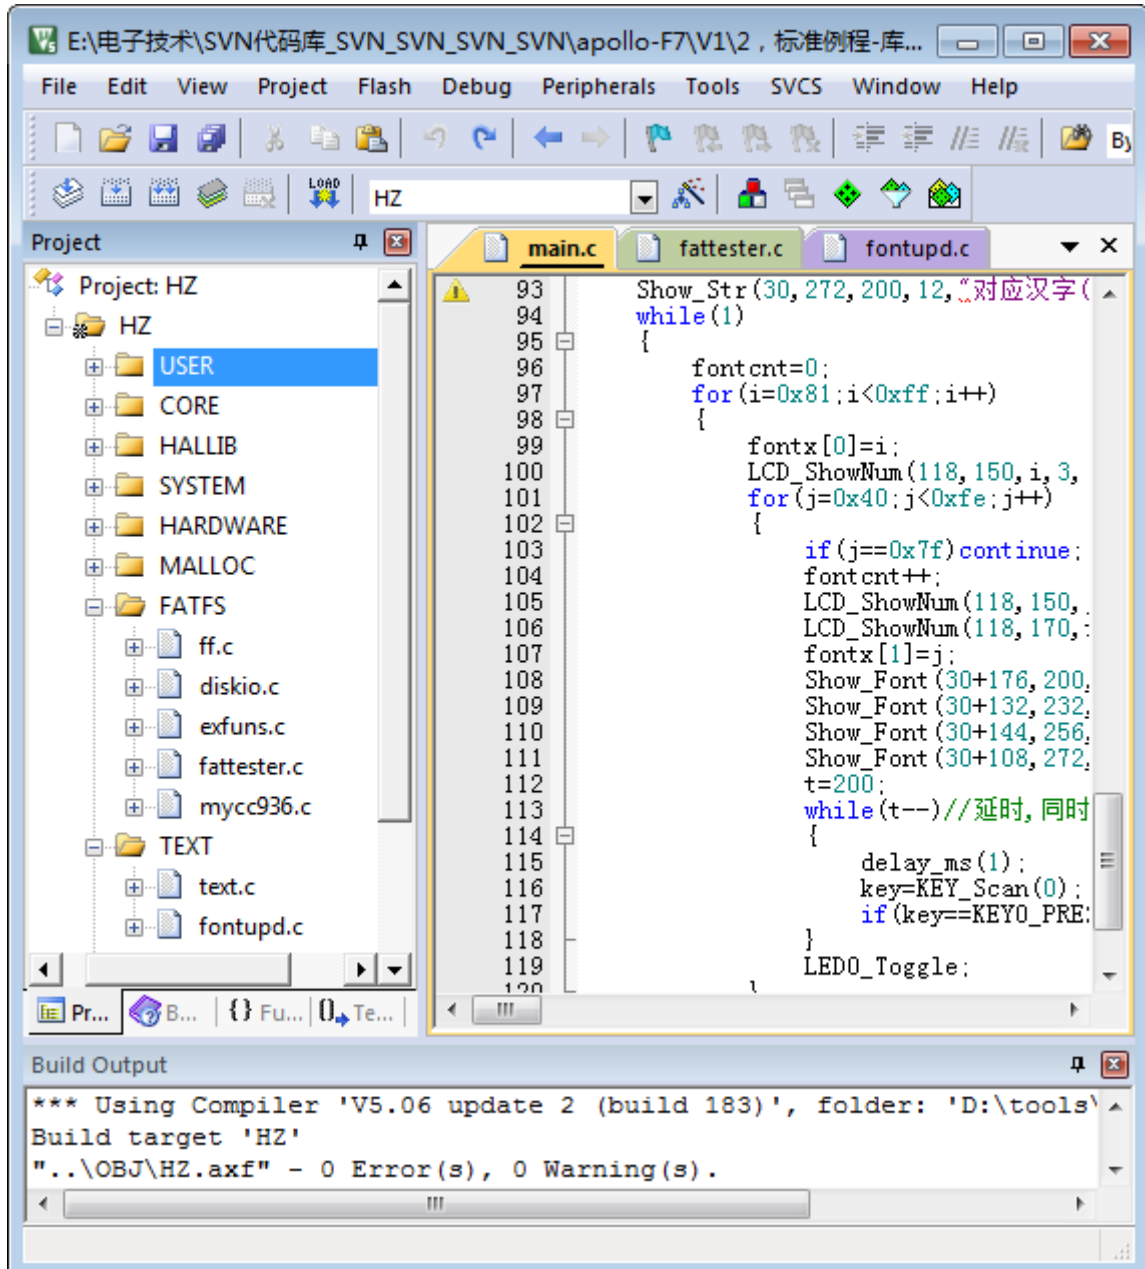 E:\电子技术\SVN代码库_SVN_SVN_SVN_SVN\apollo-F7\V1\2，标准例程-库...
File Edit View Project Flash Debug Peripherals Tools SVCS Window Help
LOAD HZ
Project
main.c fattester.c fontupd.c
Project: HZ
HZ
USER
CORE
HALLIB
SYSTEM
HARDWARE
MALLOC
FATFS
ff.c
diskio.c
exfuns.c
fattester.c
mycc936.c
TEXT
text.c
fontupd.c
Pr... B... {} Fu... Te...
93 Show_Str(30,272,200,12,"对应汉字(
94 while(1)
95 {
96 fontcnt=0;
97 for(i=0x81;i<0xff;i++)
98 {
99 fontx[0]=i;
100 LCD_ShowNum(118,150,i,3,
101 for(j=0x40;j<0xfe;j++)
102 {
103 if(j==0x7f)continue;
104 fontcnt++;
105 LCD_ShowNum(118,150,
106 LCD_ShowNum(118,170,
107 fontx[1]=j;
108 Show_Font(30+176,200,
109 Show_Font(30+132,232,
110 Show_Font(30+144,256,
111 Show_Font(30+108,272,
112 t=200;
113 while(t--)//延时,同时
114 {
115 delay_ms(1);
116 key=KEY_Scan(0);
117 if(key==KEY0_PRE
118 }
119 LED0_Toggle;
120 }
Build Output
*** Using Compiler 'V5.06 update 2 (build 183)', folder: 'D:\tools\
Build target 'HZ'
"..\OBJ\HZ.axf" - 0 Error(s), 0 Warning(s).